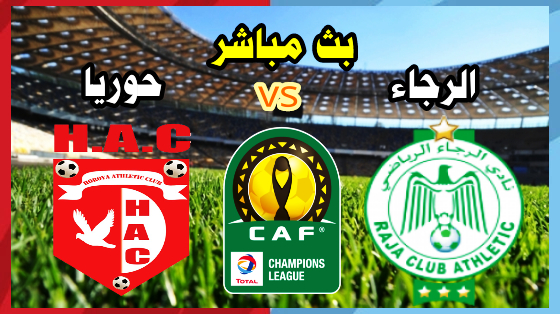 بث مباشر
حوريا
vs
الرجاء
H.A.C
HOROYA ATHLETIC CLUB
HAC
CAF®
TOTAL
CHAMPIONS
LEAGUE
نادي الرجاء الرياضي
RAJA CLUB ATHLETIC